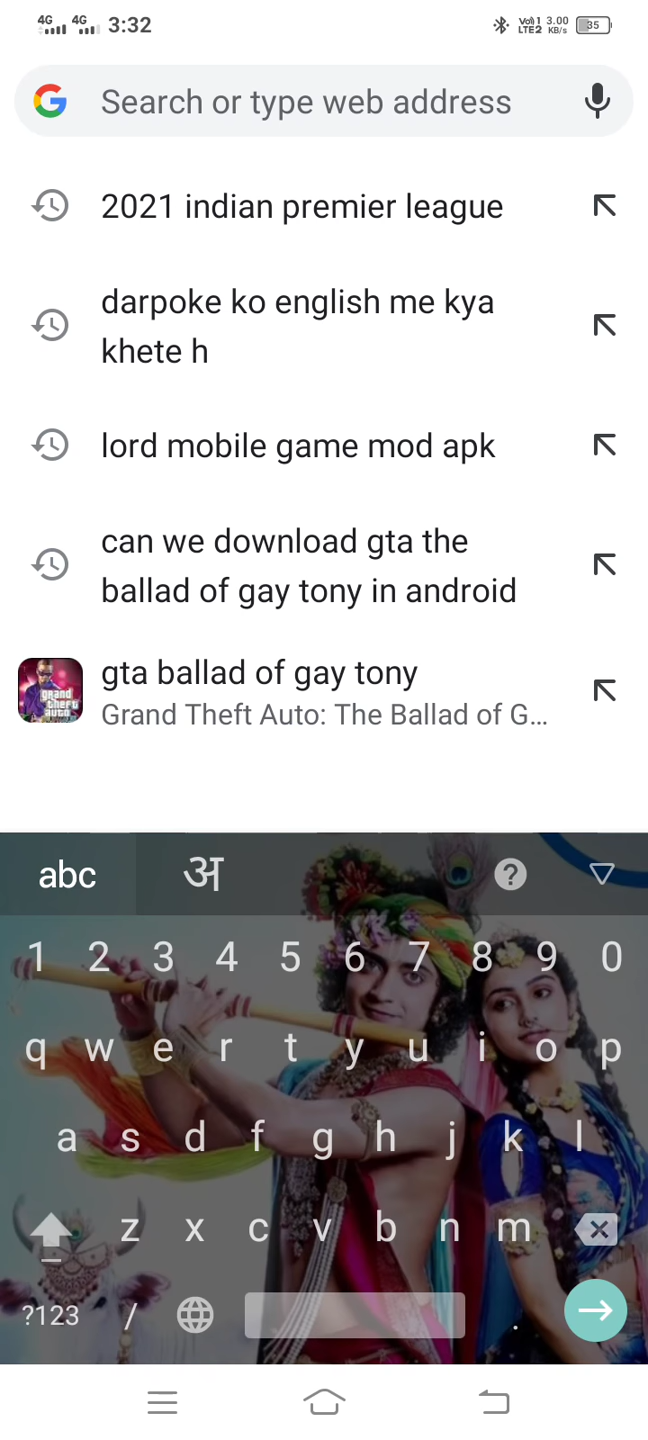 4G 4G 3:32 Vo)) 1 LTE2 3.00 KB/s 35
Search or type web address
2021 indian premier league
darpoke ko english me kya
khete h
lord mobile game mod apk
can we download gta the
ballad of gay tony in android
gta ballad of gay tony
Grand Theft Auto: The Ballad of G...
grand
theft
auto
abc अ ?
1 2 3 4 5 6 7 8 9 0
q w e r t y u i o p
a s d f g h j k l
z x c v b n m
?123 / .